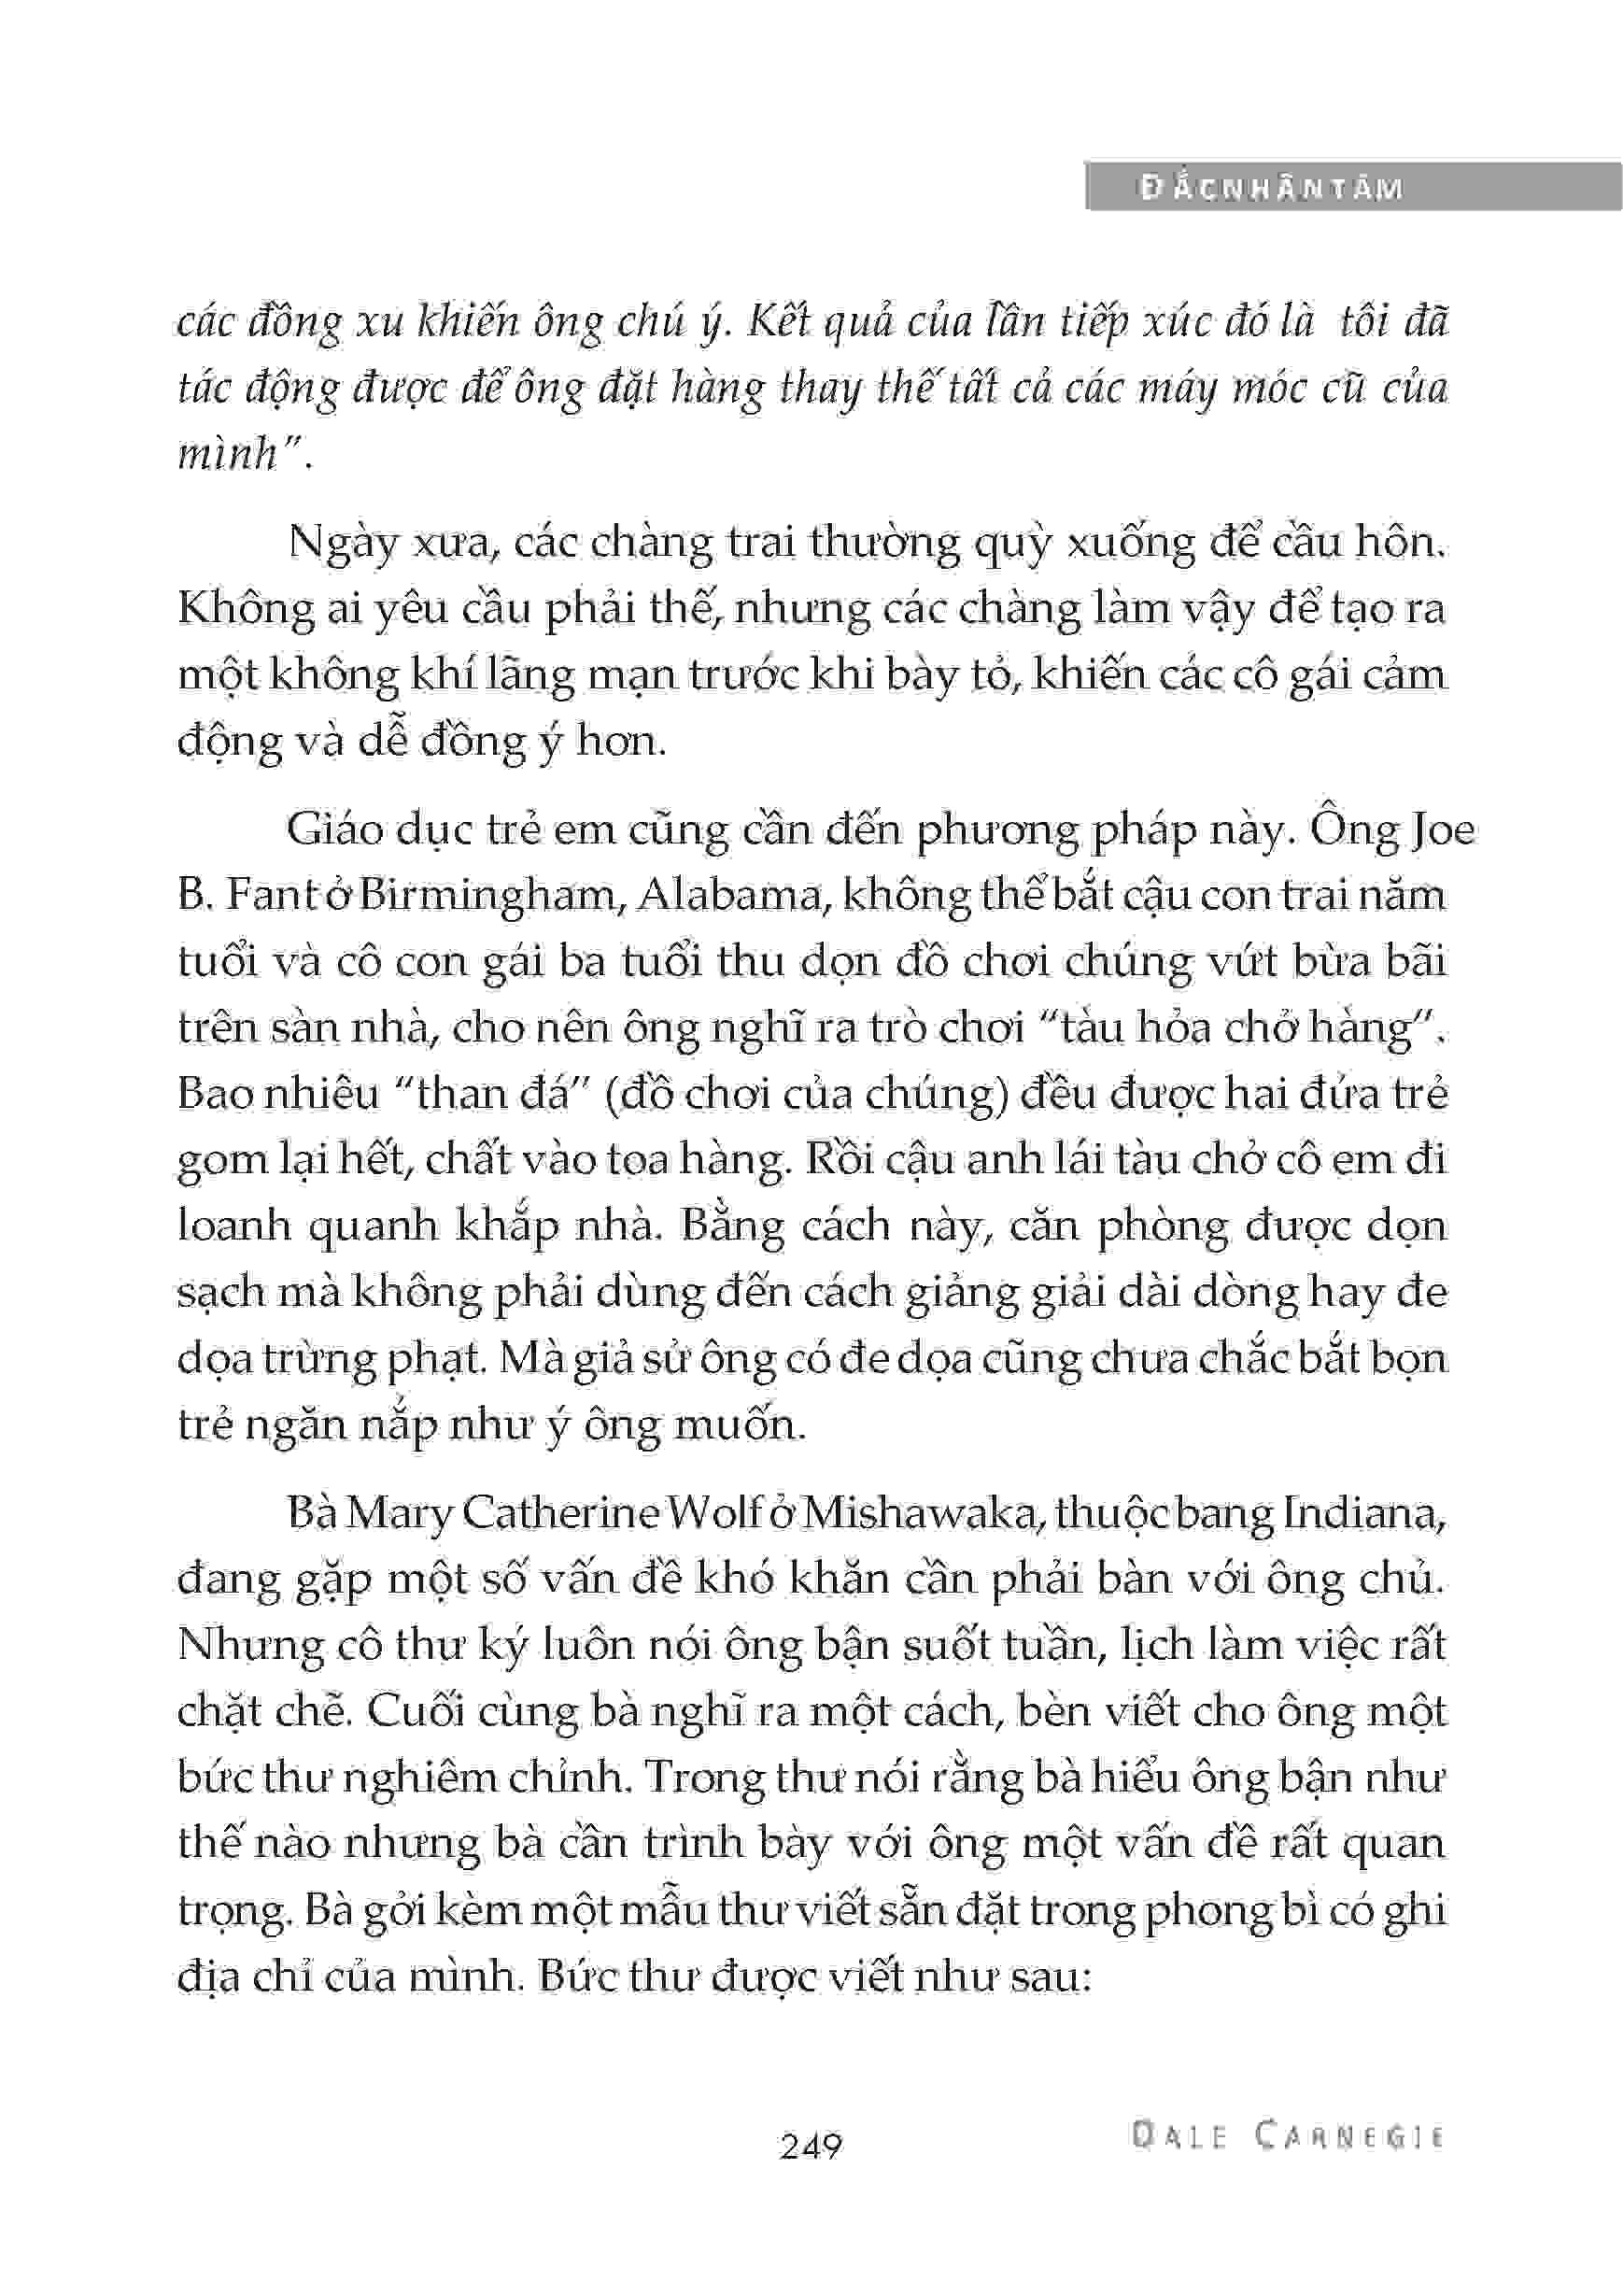 ĐẮCNHÂNTÂM
các đồng xu khiến ông chú ý. Kết quả của lần tiếp xúc đó là tôi đã
tác động được để ông đặt hàng thay thế tất cả các máy móc cũ của
mình”.
Ngày xưa, các chàng trai thường quỳ xuống để cầu hôn.
Không ai yêu cầu phải thế, nhưng các chàng làm vậy để tạo ra
một không khí lãng mạn trước khi bày tỏ, khiến các cô gái cảm
động và dễ đồng ý hơn.
Giáo dục trẻ em cũng cần đến phương pháp này. Ông Joe
B. Fant ở Birmingham, Alabama, không thể bắt cậu con trai năm
tuổi và cô con gái ba tuổi thu dọn đồ chơi chúng vứt bừa bãi
trên sàn nhà, cho nên ông nghĩ ra trò chơi “tàu hỏa chở hàng”.
Bao nhiêu “than đá” (đồ chơi của chúng) đều được hai đứa trẻ
gom lại hết, chất vào toa hàng. Rồi cậu anh lái tàu chở cô em đi
loanh quanh khắp nhà. Bằng cách này, căn phòng được dọn
sạch mà không phải dùng đến cách giảng giải dài dòng hay đe
dọa trừng phạt. Mà giả sử ông có đe dọa cũng chưa chắc bắt bọn
trẻ ngăn nắp như ý ông muốn.
Bà Mary Catherine Wolf ở Mishawaka, thuộc bang Indiana,
đang gặp một số vấn đề khó khăn cần phải bàn với ông chủ.
Nhưng cô thư ký luôn nói ông bận suốt tuần, lịch làm việc rất
chặt chẽ. Cuối cùng bà nghĩ ra một cách, bèn viết cho ông một
bức thư nghiêm chỉnh. Trong thư nói rằng bà hiểu ông bận như
thế nào nhưng bà cần trình bày với ông một vấn đề rất quan
trọng. Bà gởi kèm một mẫu thư viết sẵn đặt trong phong bì có ghi
địa chỉ của mình. Bức thư được viết như sau:
249
DALE CARNEGIE